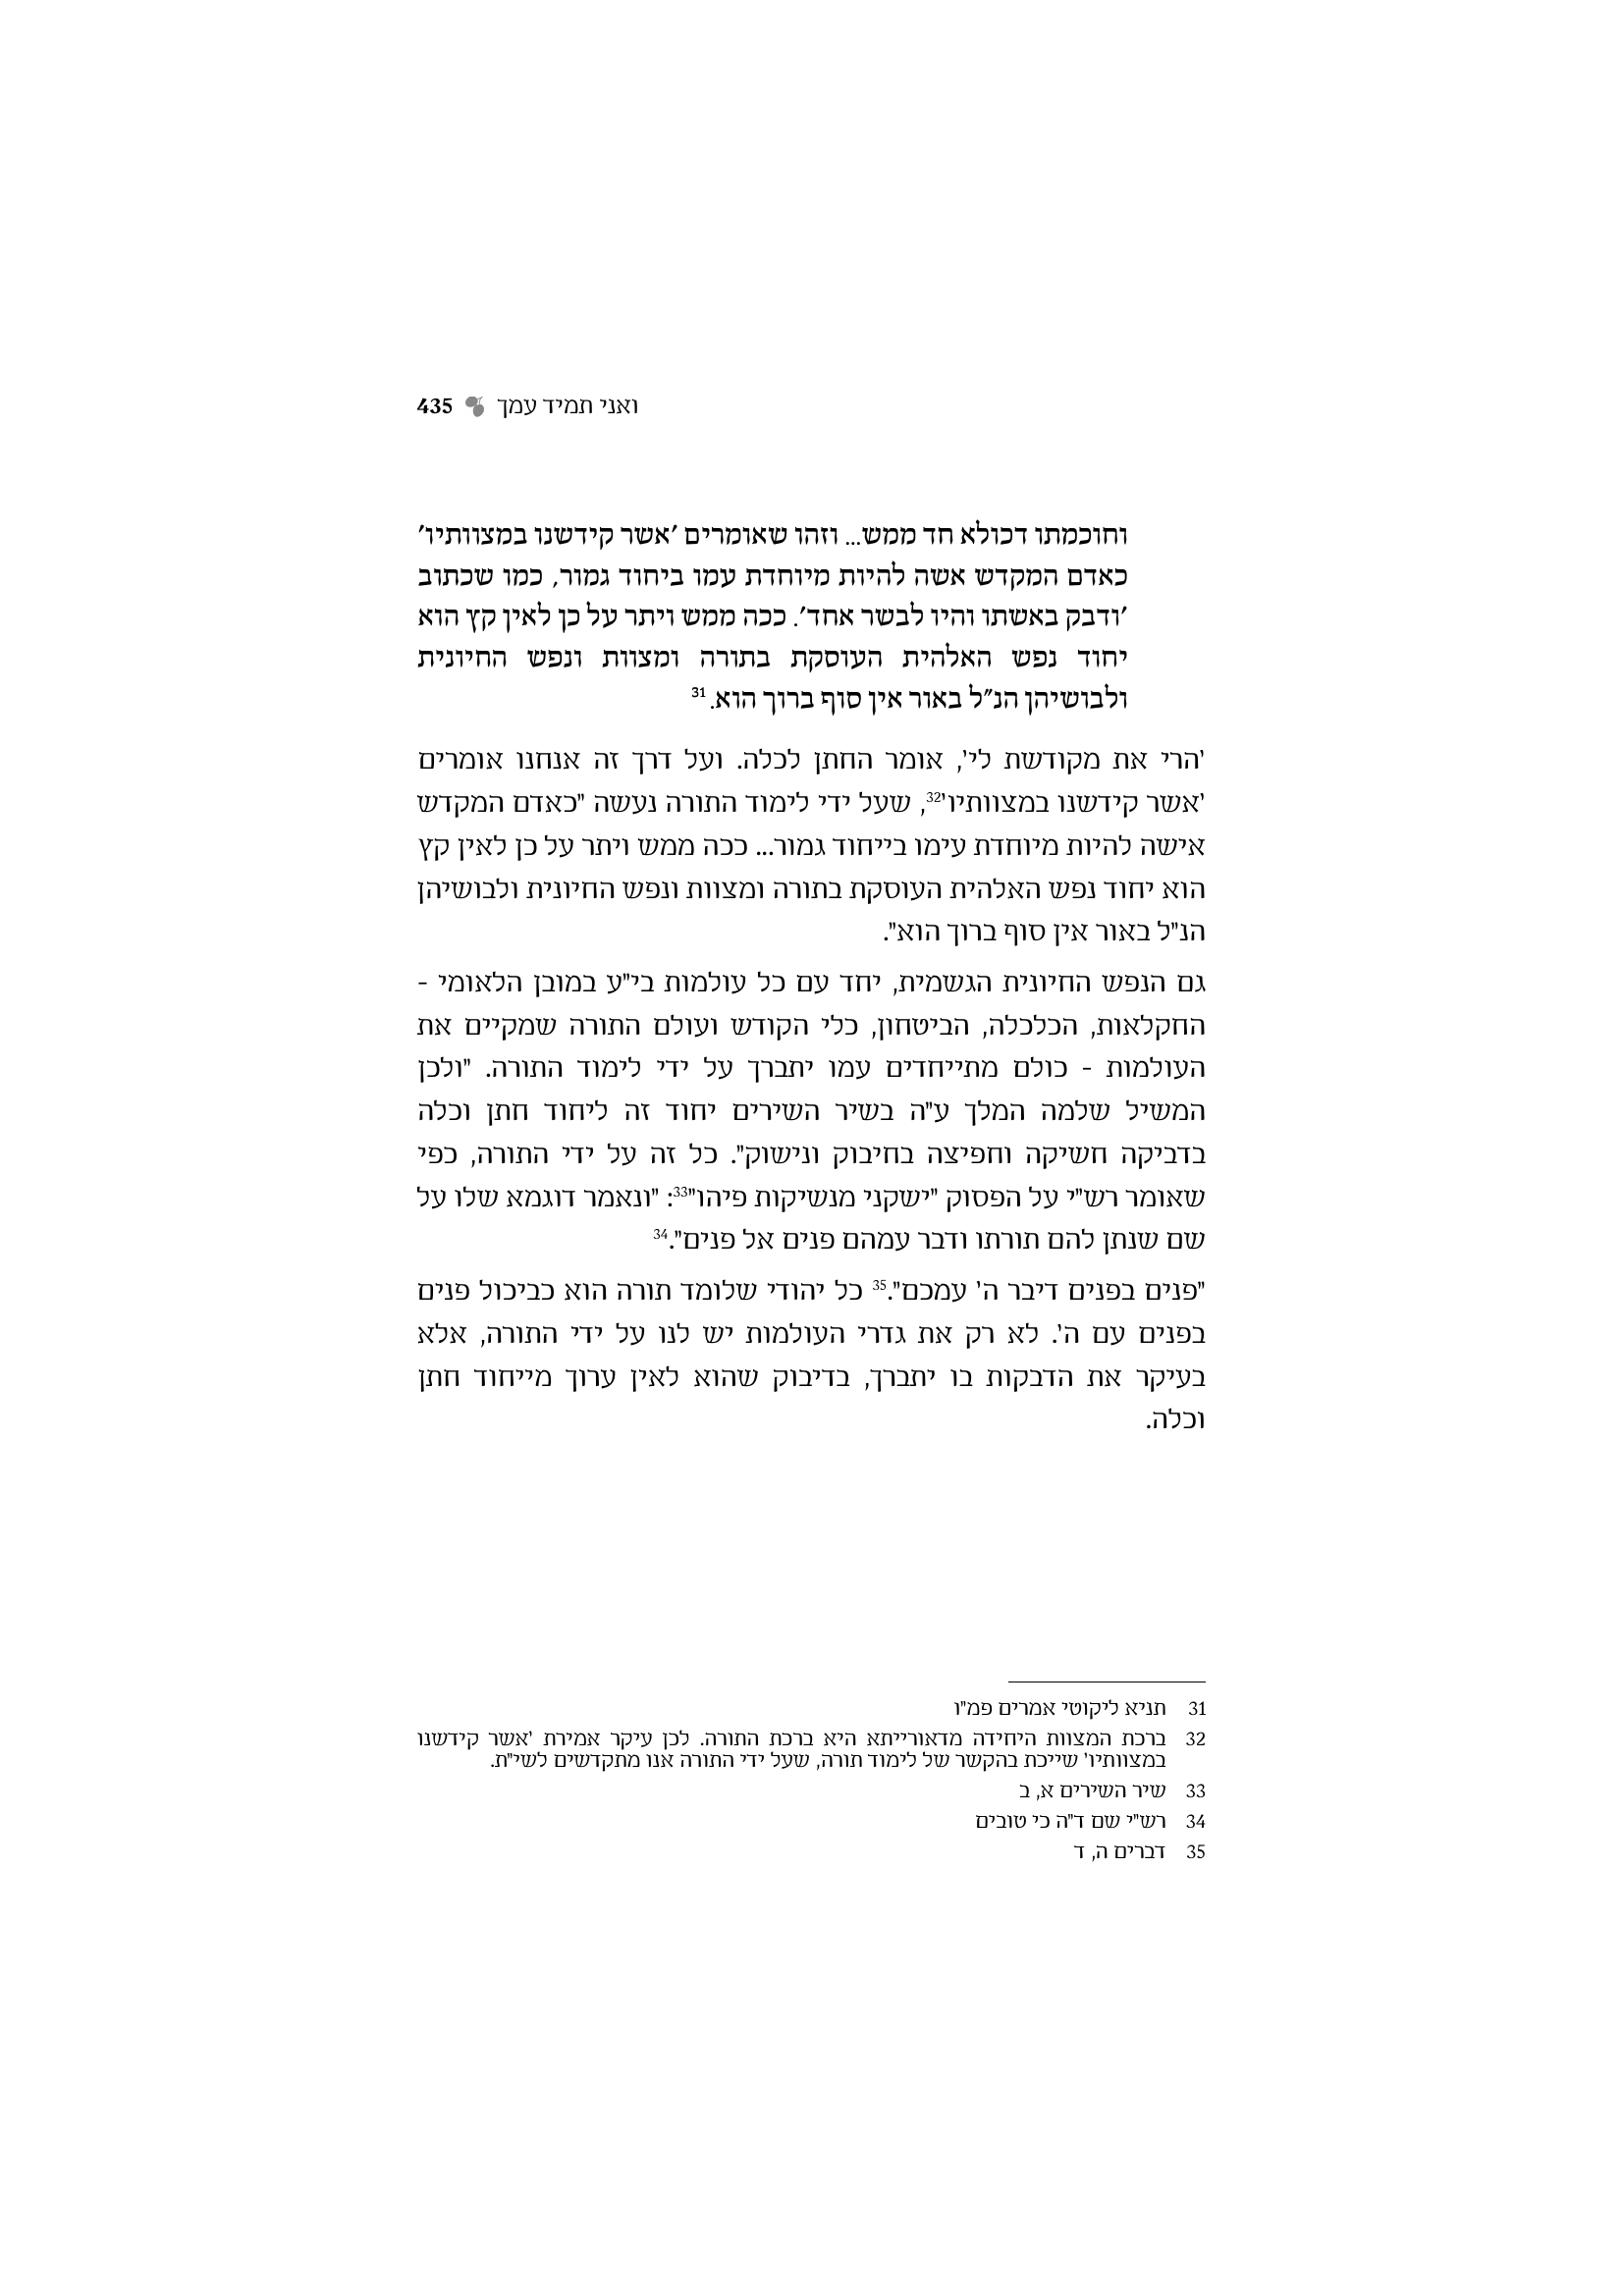 ואני תמיד עמך 435
וחוכמתו דכולא חד ממש... וזהו שאומרים 'אשר קידשנו במצוותיו'
כאדם המקדש אשה להיות מיוחדת עמו ביחוד גמור, כמו שכתוב
'ודבק באשתו והיו לבשר אחד'. ככה ממש ויתר על כן לאין קץ הוא
יחוד נפש האלהית העוסקת בתורה ומצוות ונפש החיונית
ולבושיהן הנ"ל באור אין סוף ברוך הוא. 31
'הרי את מקודשת לי', אומר החתן לכלה. ועל דרך זה אנחנו אומרים
'אשר קידשנו במצוותיו'32, שעל ידי לימוד התורה נעשה "כאדם המקדש
אישה להיות מיוחדת עימו בייחוד גמור... ככה ממש ויתר על כן לאין קץ
הוא יחוד נפש האלהית העוסקת בתורה ומצוות ונפש החיונית ולבושיהן
הנ"ל באור אין סוף ברוך הוא".
גם הנפש החיונית הגשמית, יחד עם כל עולמות בי"ע במובן הלאומי -
החקלאות, הכלכלה, הביטחון, כלי הקודש ועולם התורה שמקיים את
העולמות - כולם מתייחדים עמו יתברך על ידי לימוד התורה. "ולכן
המשיל שלמה המלך ע"ה בשיר השירים יחוד זה ליחוד חתן וכלה
בדביקה חשיקה וחפיצה בחיבוק ונישוק". כל זה על ידי התורה, כפי
שאומר רש"י על הפסוק "ישקני מנשיקות פיהו"33: "ונאמר דוגמא שלו על
שם שנתן להם תורתו ודבר עמהם פנים אל פנים".34
"פנים בפנים דיבר ה' עמכם".35 כל יהודי שלומד תורה הוא כביכול פנים
בפנים עם ה'. לא רק את גדרי העולמות יש לנו על ידי התורה, אלא
בעיקר את הדבקות בו יתברך, בדיבוק שהוא לאין ערוך מייחוד חתן
וכלה.
31 תניא ליקוטי אמרים פמ"ו
32 ברכת המצוות היחידה מדאורייתא היא ברכת התורה. לכן עיקר אמירת 'אשר קידשנו
במצוותיו' שייכת בהקשר של לימוד תורה, שעל ידי התורה אנו מתקדשים לשי"ת.
33 שיר השירים א, ב
34 רש"י שם ד"ה כי טובים
35 דברים ה, ד